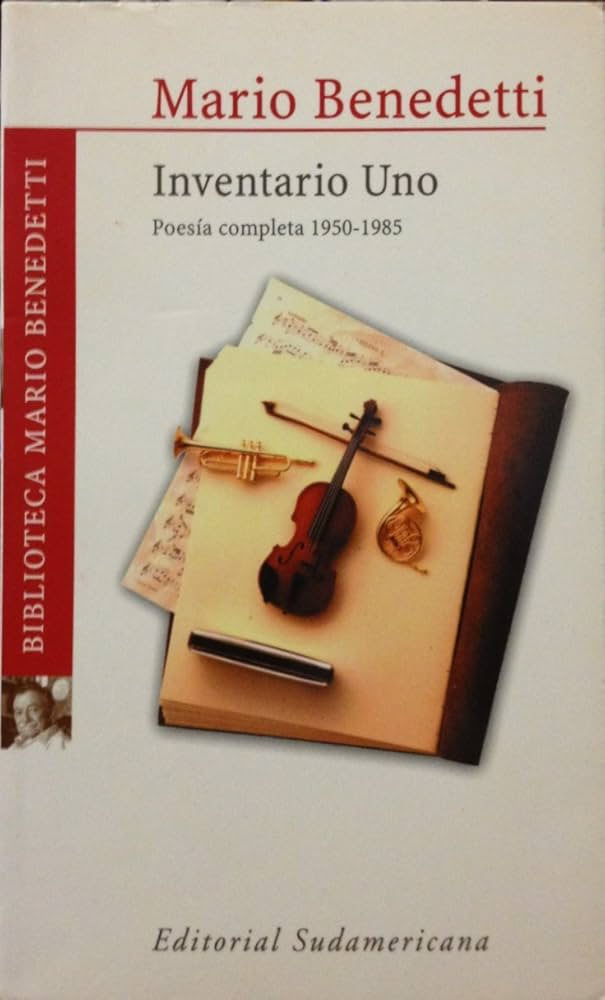 Mario Benedetti
Inventario Uno
Poesía completa 1950-1985
BIBLIOTECA MARIO BENEDETTI
Editorial Sudamericana